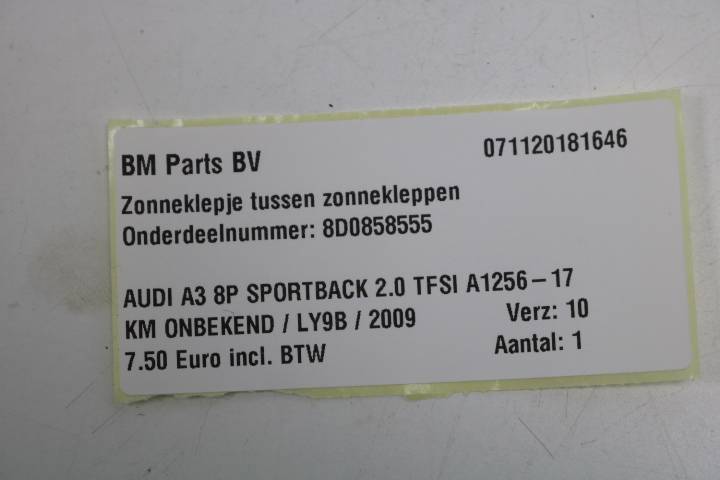 BM Parts BV 071120181646
Zonneklepje tussen zonnekleppen
Onderdeelnummer: 8D0858555
AUDI A3 8P SPORTBACK 2.0 TFSI A1256-17
KM ONBEKEND / LY9B / 2009 Verz: 10
7.50 Euro incl. BTW Aantal: 1